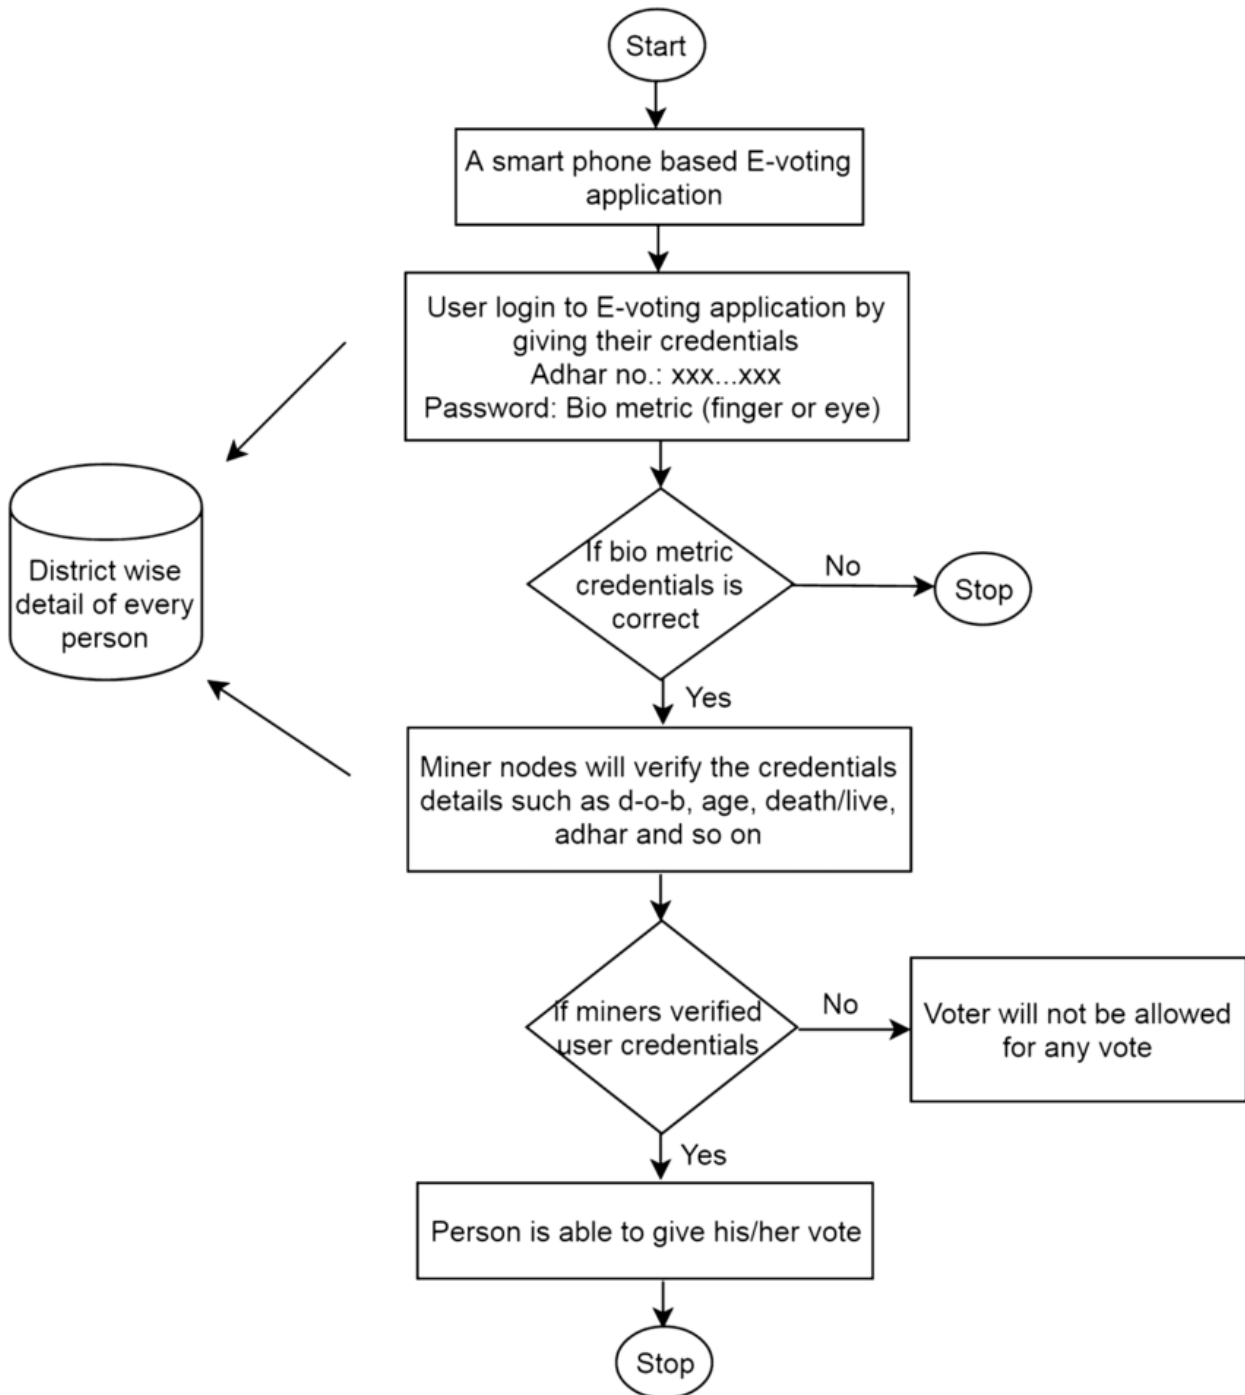 Start
A smart phone based E-voting
application
User login to E-voting application by
giving their credentials
Adhar no.: xxx...xxx
Password: Bio metric (finger or eye)
District wise
detail of every
person
If bio metric
credentials is
correct
No
Stop
Yes
Miner nodes will verify the credentials
details such as d-o-b, age, death/live,
adhar and so on
if miners verified
user credentials
No
Voter will not be allowed
for any vote
Yes
Person is able to give his/her vote
Stop